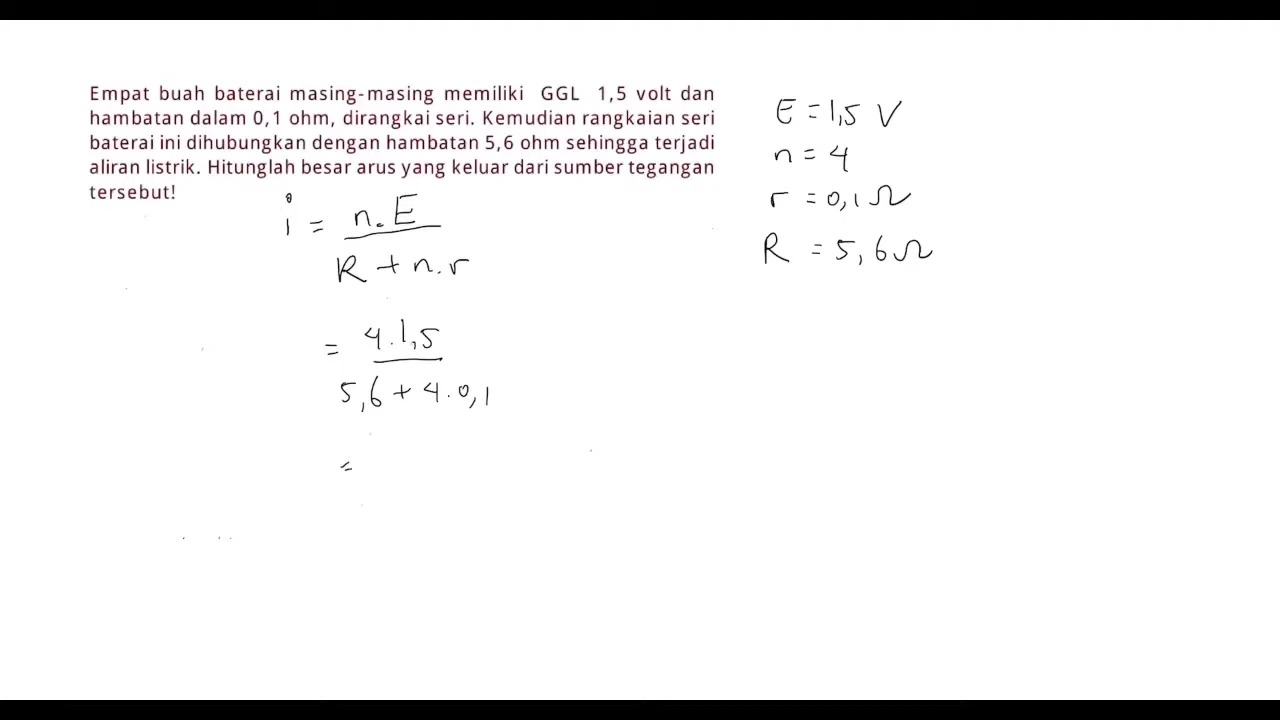 Empat buah baterai masing-masing memiliki GGL 1,5 volt dan
hambatan dalam 0,1 ohm, dirangkai seri. Kemudian rangkaian seri
baterai ini dihubungkan dengan hambatan 5,6 ohm sehingga terjadi
aliran listrik. Hitunglah besar arus yang keluar dari sumber tegangan
tersebut!
i = n.E
R + n.r
= 4.1,5
5,6 + 4.0,1
=
E = 1,5 V
n = 4
r = 0,1 Ω
R = 5,6 Ω